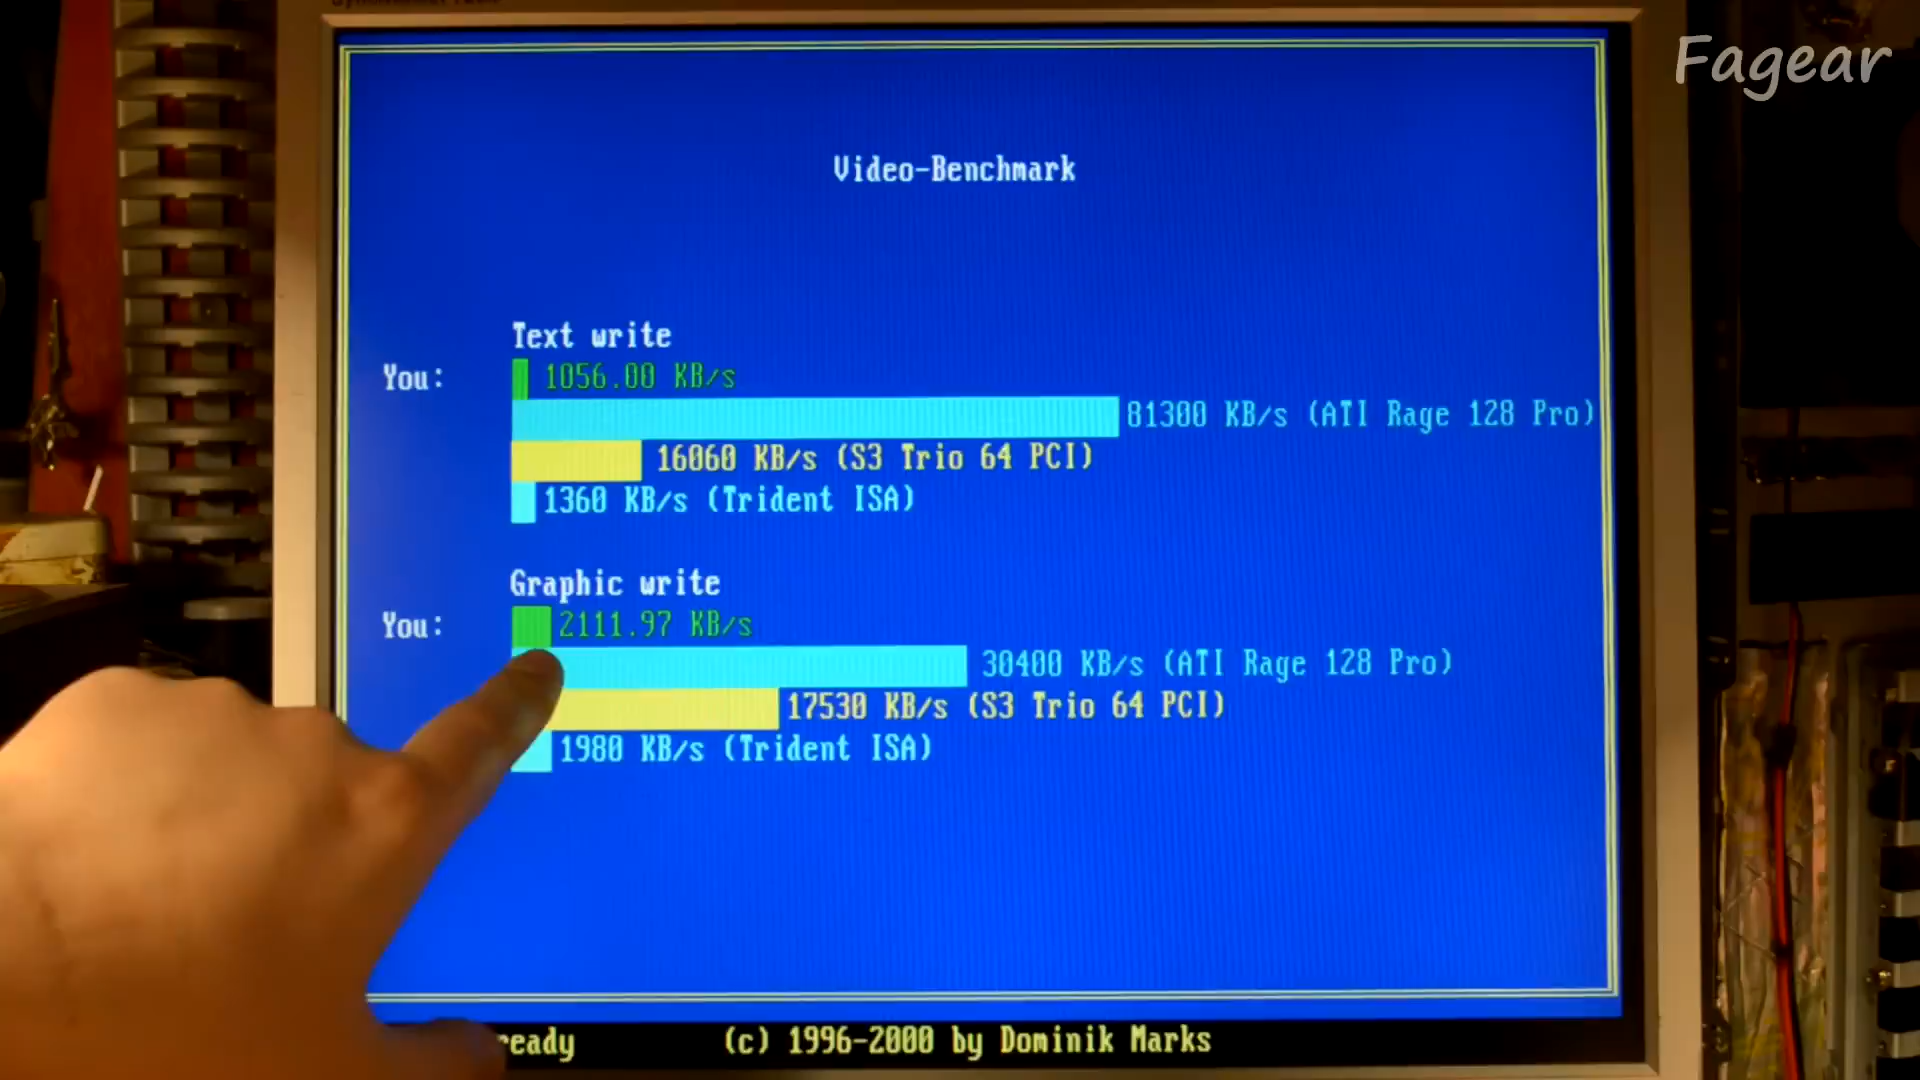 Fagear
Video-Benchmark
Text write
You: 1056.00 KB/s
81300 KB/s (ATI Rage 128 Pro)
16060 KB/s (S3 Trio 64 PCI)
1360 KB/s (Trident ISA)
Graphic write
You: 2111.97 KB/s
30400 KB/s (ATI Rage 128 Pro)
17530 KB/s (S3 Trio 64 PCI)
1980 KB/s (Trident ISA)
ready (c) 1996-2000 by Dominik Marks